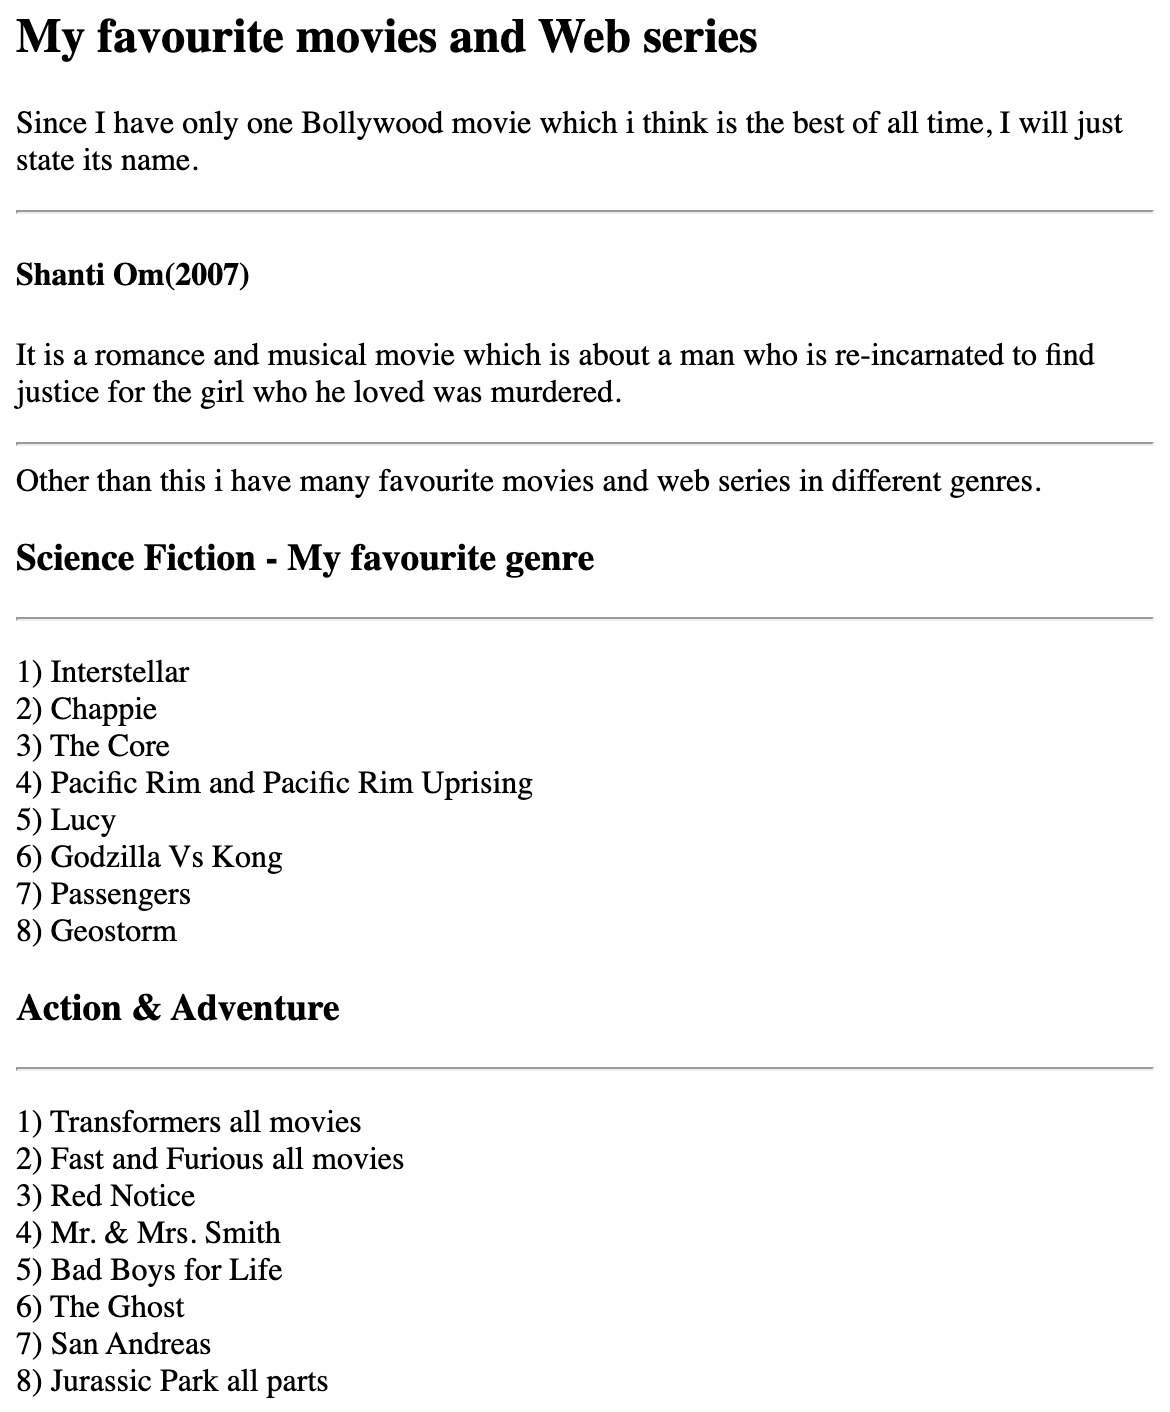 My favourite movies and Web series
Since I have only one Bollywood movie which i think is the best of all time, I will just
state its name.
Shanti Om(2007)
It is a romance and musical movie which is about a man who is re-incarnated to find
justice for the girl who he loved was murdered.
Other than this i have many favourite movies and web series in different genres.
Science Fiction - My favourite genre
1) Interstellar
2) Chappie
3) The Core
4) Pacific Rim and Pacific Rim Uprising
5) Lucy
6) Godzilla Vs Kong
7) Passengers
8) Geostorm
Action & Adventure
1) Transformers all movies
2) Fast and Furious all movies
3) Red Notice
4) Mr. & Mrs. Smith
5) Bad Boys for Life
6) The Ghost
7) San Andreas
8) Jurassic Park all parts